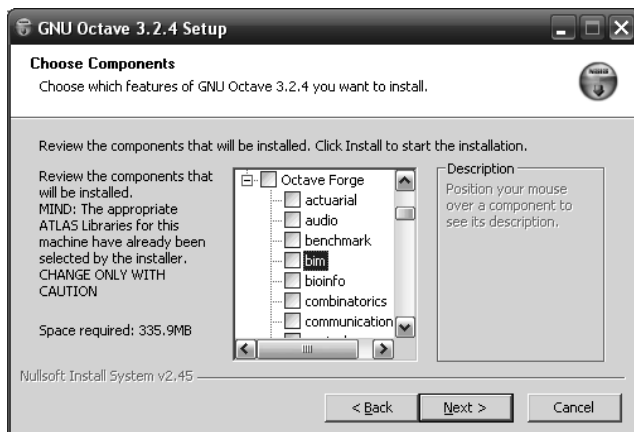 GNU Octave 3.2.4 Setup
Choose Components
Choose which features of GNU Octave 3.2.4 you want to install.
Review the components that will be installed. Click Install to start the installation.
Review the components that
will be installed.
MIND: The appropriate
ATLAS Libraries for this
machine have already been
selected by the installer.
CHANGE ONLY WITH
CAUTION
Space required: 335.9MB
Octave Forge
actuarial
audio
benchmark
bim
bioinfo
combinatorics
communication
Description
Position your mouse
over a component to
see its description.
Nullsoft Install System v2.45
< Back
Next >
Cancel